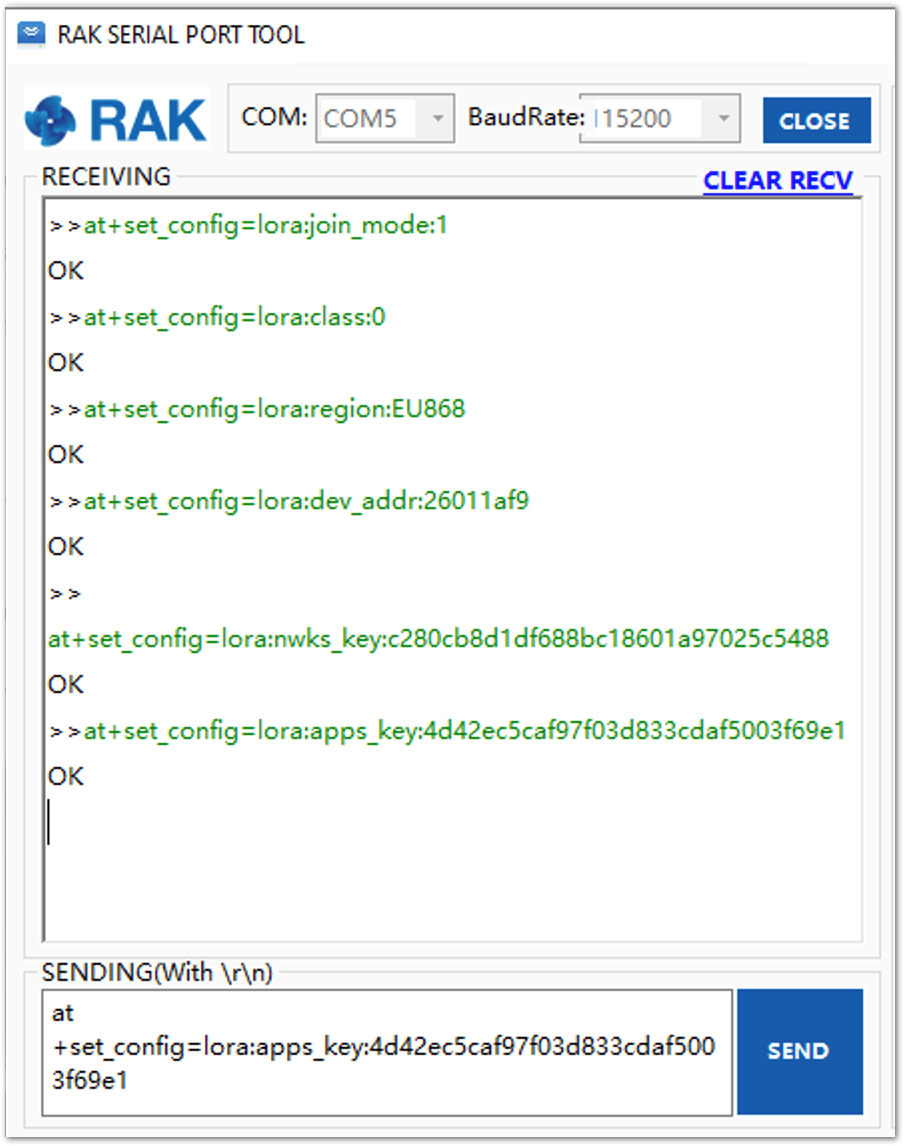 RAK SERIAL PORT TOOL
RAK
COM: COM5 BaudRate: 115200 CLOSE
RECEIVING CLEAR RECV
>>at+set_config=lora:join_mode:1
OK
>>at+set_config=lora:class:0
OK
>>at+set_config=lora:region:EU868
OK
>>at+set_config=lora:dev_addr:26011af9
OK
>>
at+set_config=lora:nwks_key:c280cb8d1df688bc18601a97025c5488
OK
>>at+set_config=lora:apps_key:4d42ec5caf97f03d833cdaf5003f69e1
OK
SENDING(With \r\n)
at
+set_config=lora:apps_key:4d42ec5caf97f03d833cdaf500
3f69e1
SEND